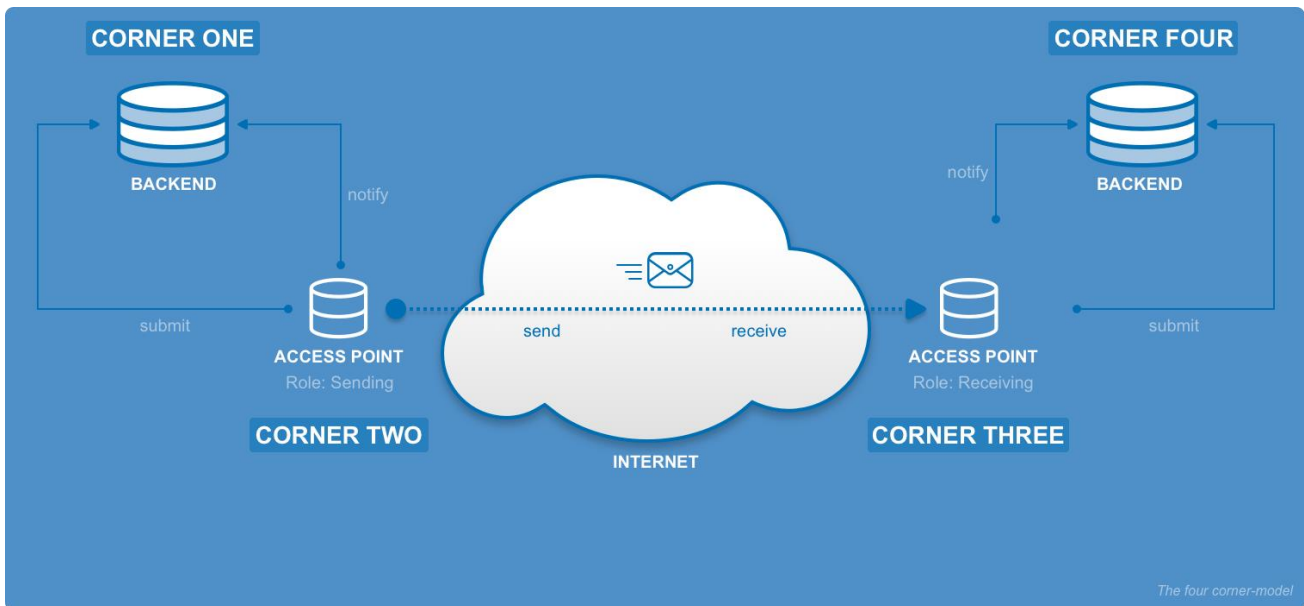 CORNER ONE
CORNER FOUR
BACKEND
BACKEND
notify
notify
submit
submit
send
receive
ACCESS POINT
Role: Sending
ACCESS POINT
Role: Receiving
CORNER TWO
CORNER THREE
INTERNET
The four corner-model